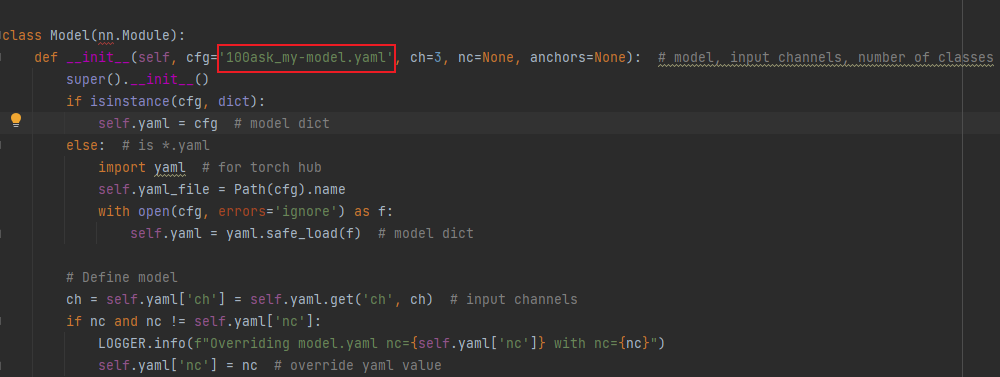 class Model(nn.Module):
    def __init__(self, cfg='100ask_my-model.yaml', ch=3, nc=None, anchors=None):  # model, input channels, number of classes
        super().__init__()
        if isinstance(cfg, dict):
            self.yaml = cfg  # model dict
        else:  # is *.yaml
            import yaml  # for torch hub
            self.yaml_file = Path(cfg).name
            with open(cfg, errors='ignore') as f:
                self.yaml = yaml.safe_load(f)  # model dict
        # Define model
        ch = self.yaml['ch'] = self.yaml.get('ch', ch)  # input channels
        if nc and nc != self.yaml['nc']:
            LOGGER.info(f"Overriding model.yaml nc={self.yaml['nc']} with nc={nc}")
            self.yaml['nc'] = nc  # override yaml value